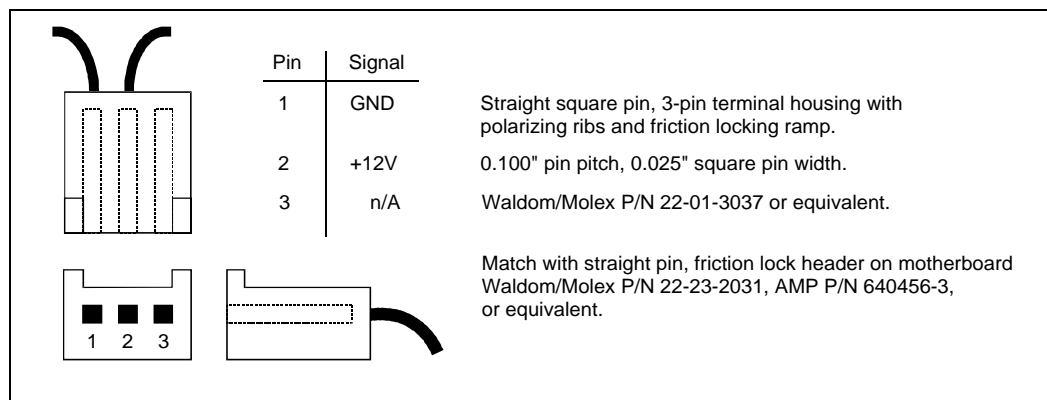 Pin Signal
1 GND Straight square pin, 3-pin terminal housing with
polarizing ribs and friction locking ramp.
2 +12V 0.100" pin pitch, 0.025" square pin width.
3 n/A Waldom/Molex P/N 22-01-3037 or equivalent.
Match with straight pin, friction lock header on motherboard
Waldom/Molex P/N 22-23-2031, AMP P/N 640456-3,
or equivalent.
1 2 3